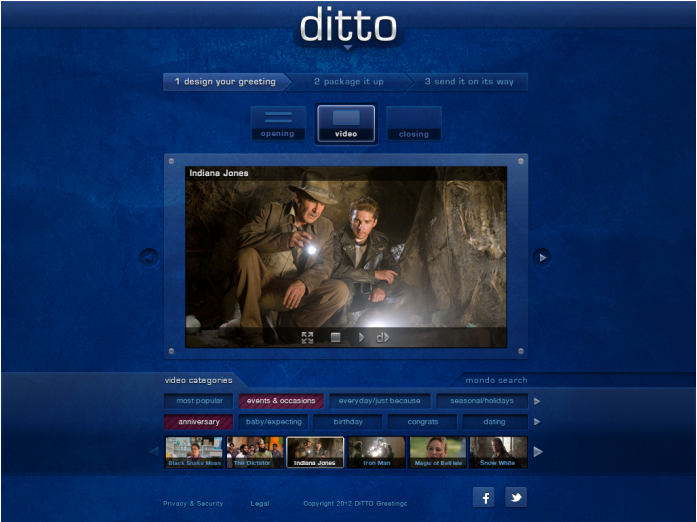 ditto
1 design your greeting
2 package it up
3 send it on its way
opening
video
closing
Indiana Jones
d
video categories
mondo search
most popular
events & occasions
everyday/just because
seasonal/holidays
anniversary
baby/expecting
birthday
congrats
dating
Black Snake Moan
The Dictator
Indiana Jones
Iron Man
Magic of Bell Isle
Snow White
Privacy & Security
Legal
Copyright 2012 DiTTO Greetings